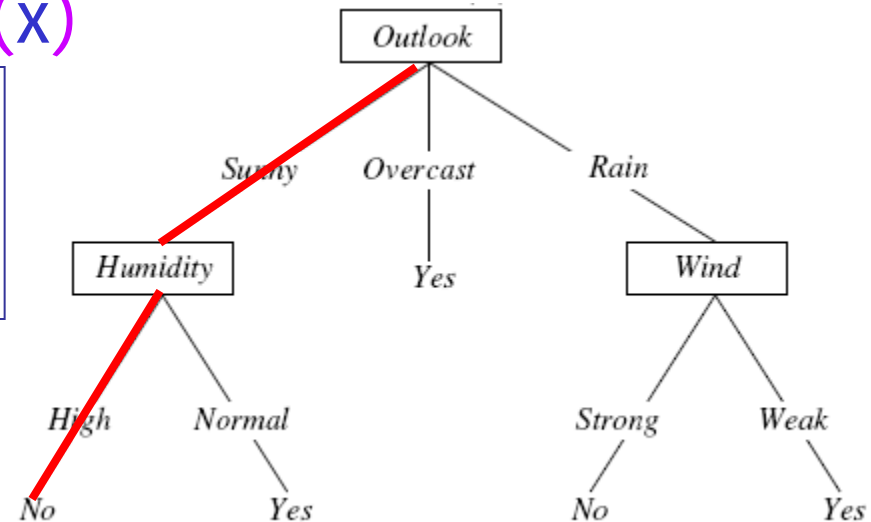 (x)
Outlook
Sunny Overcast Rain
Humidity Yes Wind
High Normal Strong Weak
No Yes No Yes